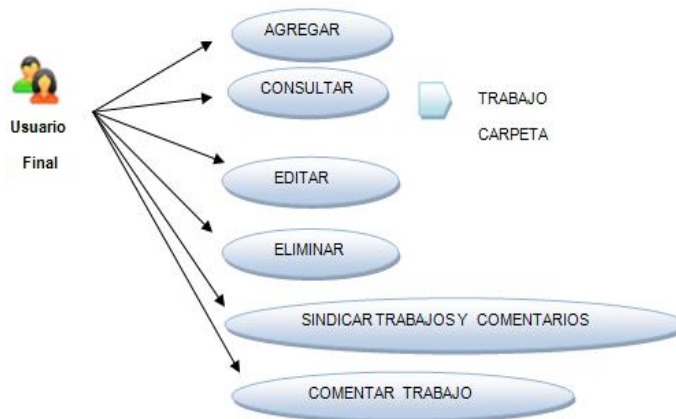 AGREGAR
CONSULTAR
TRABAJO
CARPETA
Usuario
Final
EDITAR
ELIMINAR
SINDICAR TRABAJOS Y COMENTARIOS
COMENTAR TRABAJO